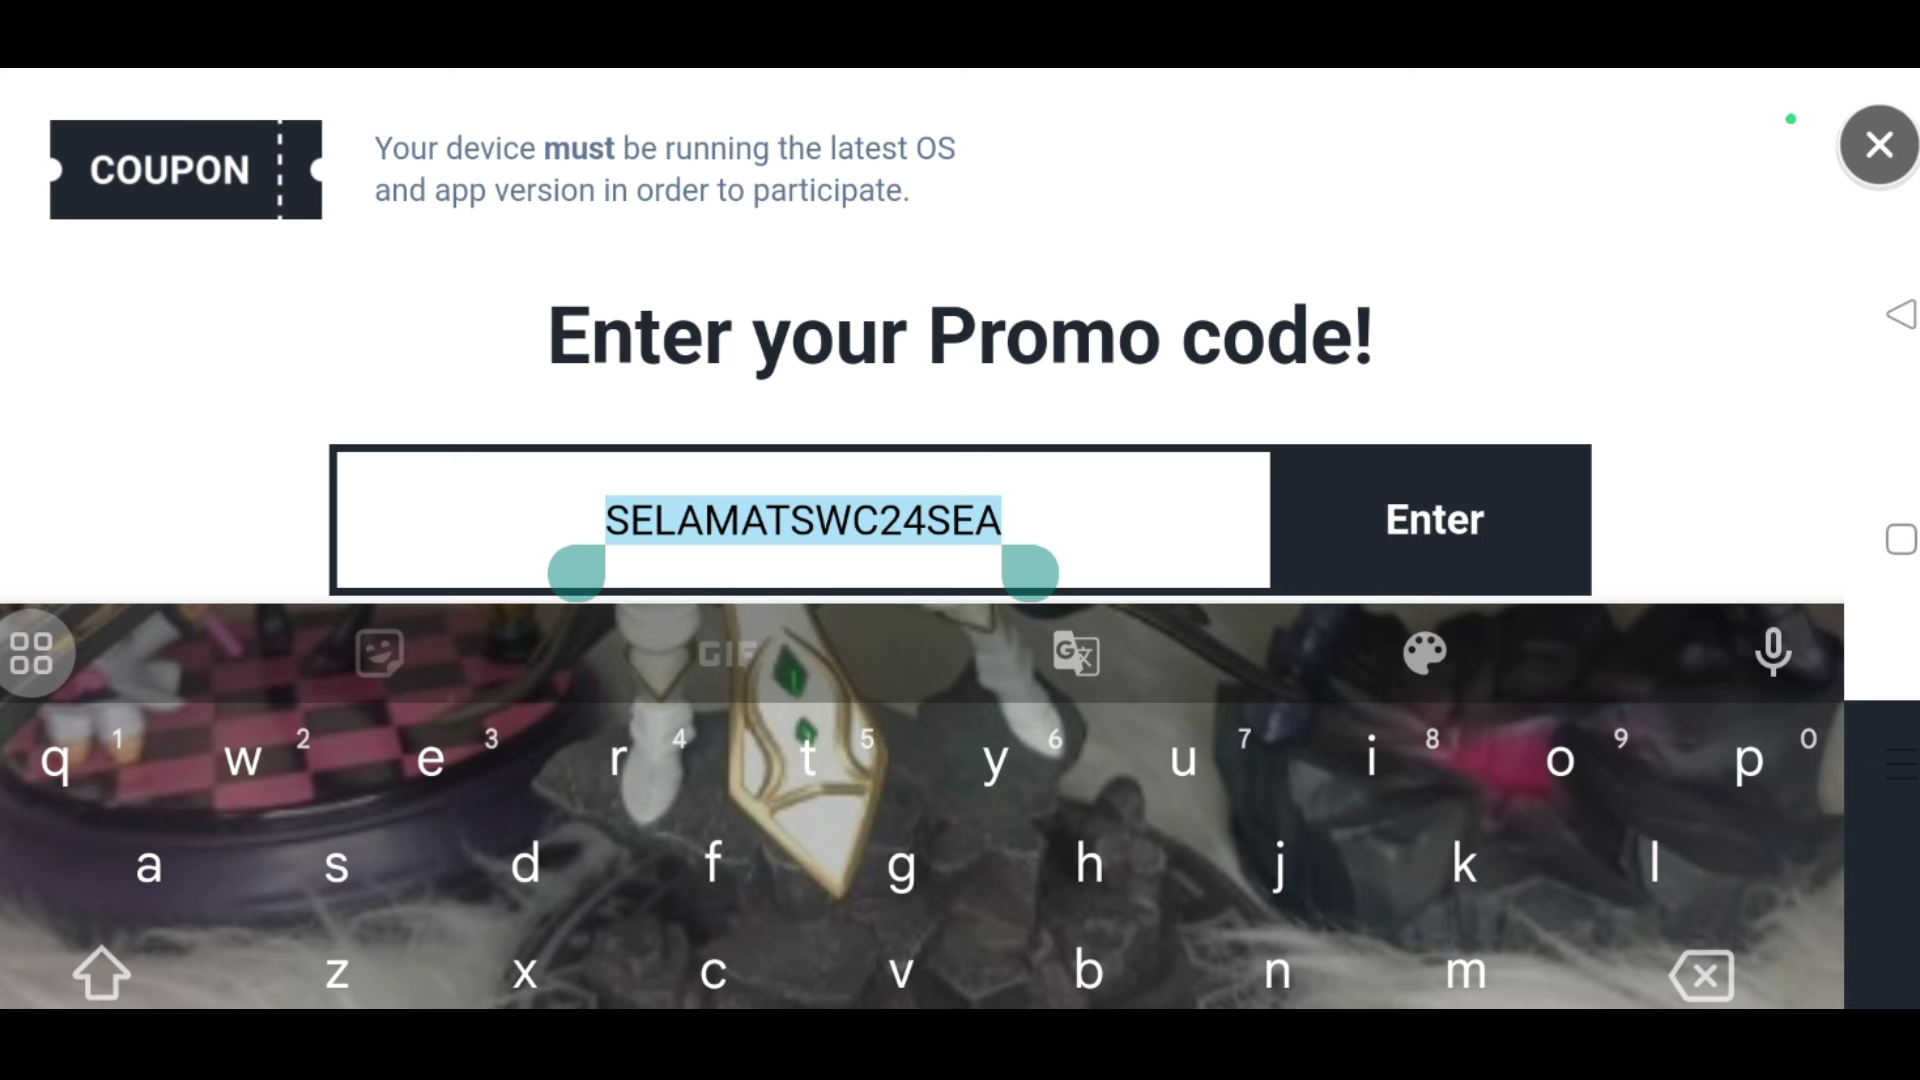 COUPON
Your device must be running the latest OS
and app version in order to participate.
Enter your Promo code!
SELAMATSWC24SEA
Enter
GIF
q 1 w 2 e 3 r 4 t 5 y 6 u 7 i 8 o 9 p 0
a s d f g h j k l
z x c v b n m